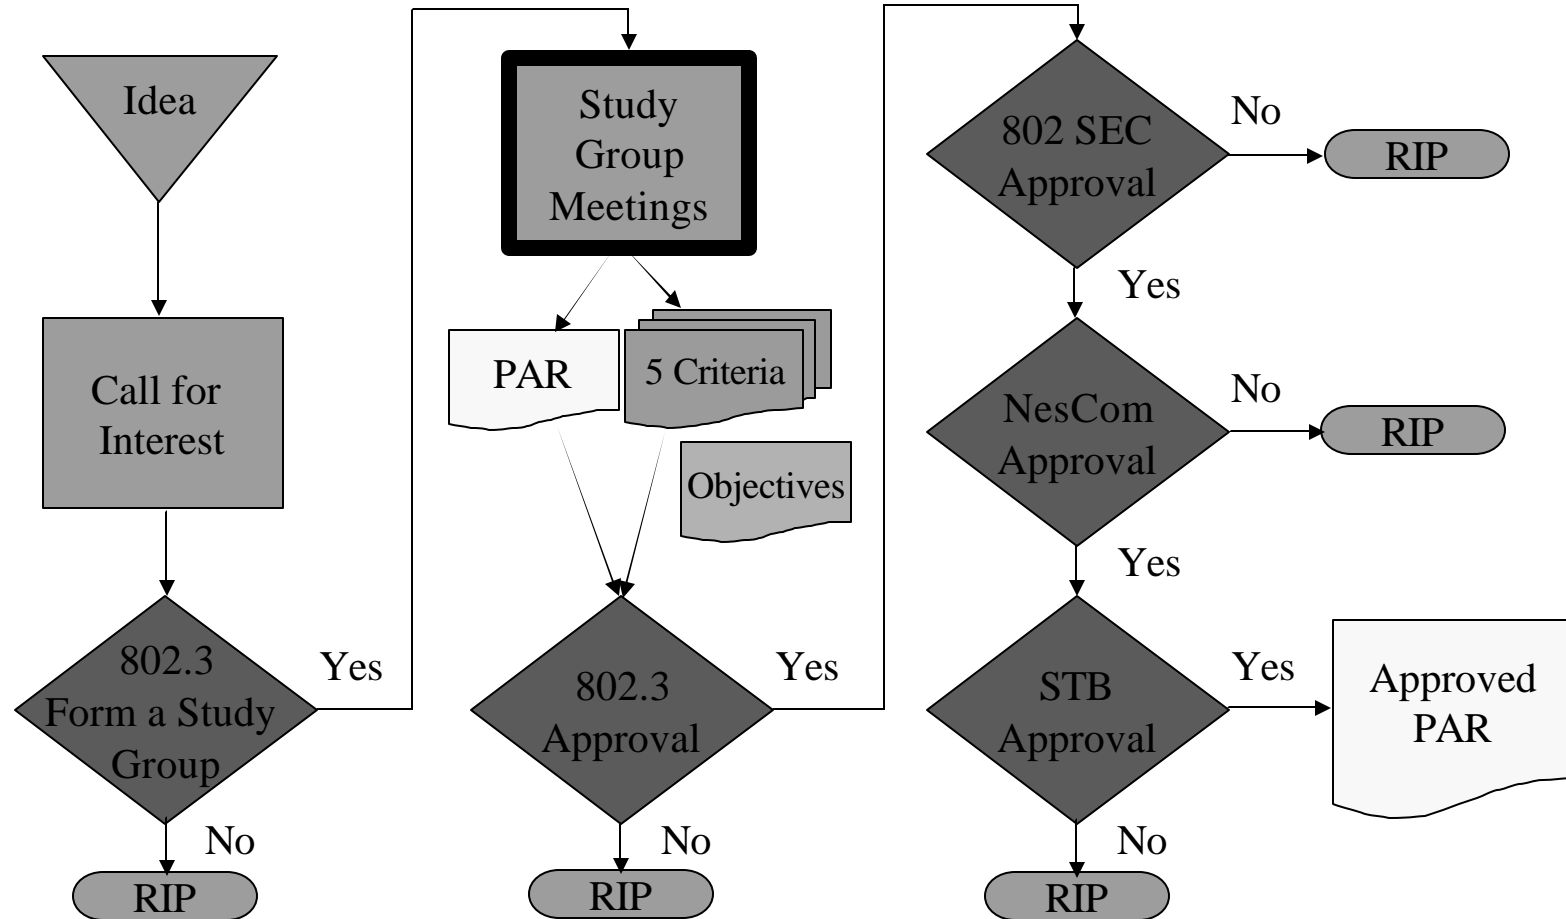 Idea
Call for
Interest
802.3
Form a Study
Group
Yes
No
RIP
Study
Group
Meetings
PAR
5 Criteria
Objectives
802.3
Approval
Yes
No
RIP
802 SEC
Approval
No
RIP
Yes
NesCom
Approval
No
RIP
Yes
STB
Approval
Yes
Approved
PAR
No
RIP